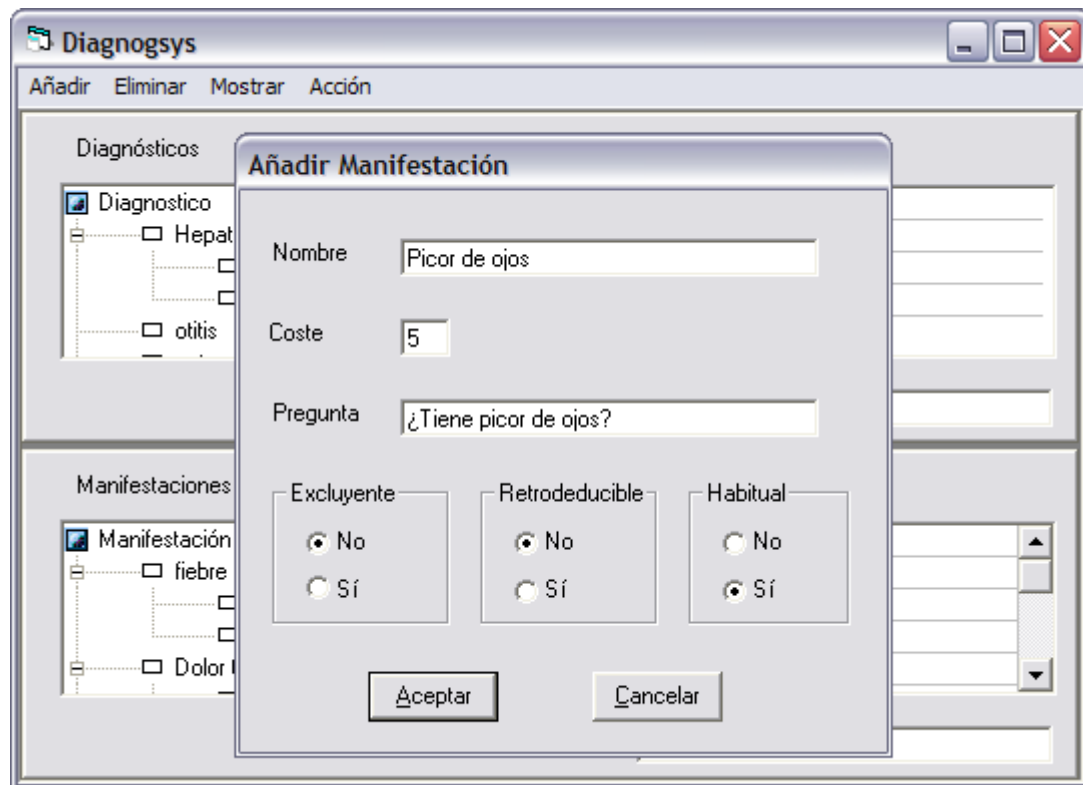 Diagnogsys
Añadir Eliminar Mostrar Acción
Diagnósticos
Diagnostico
otitis
Añadir Manifestación
Nombre Picor de ojos
Coste 5
Pregunta ¿Tiene picor de ojos?
Excluyente Retrodeducible Habitual
No No No
Sí Sí Sí
Aceptar Cancelar
Manifestaciones
Manifestación
fiebre
Dolor